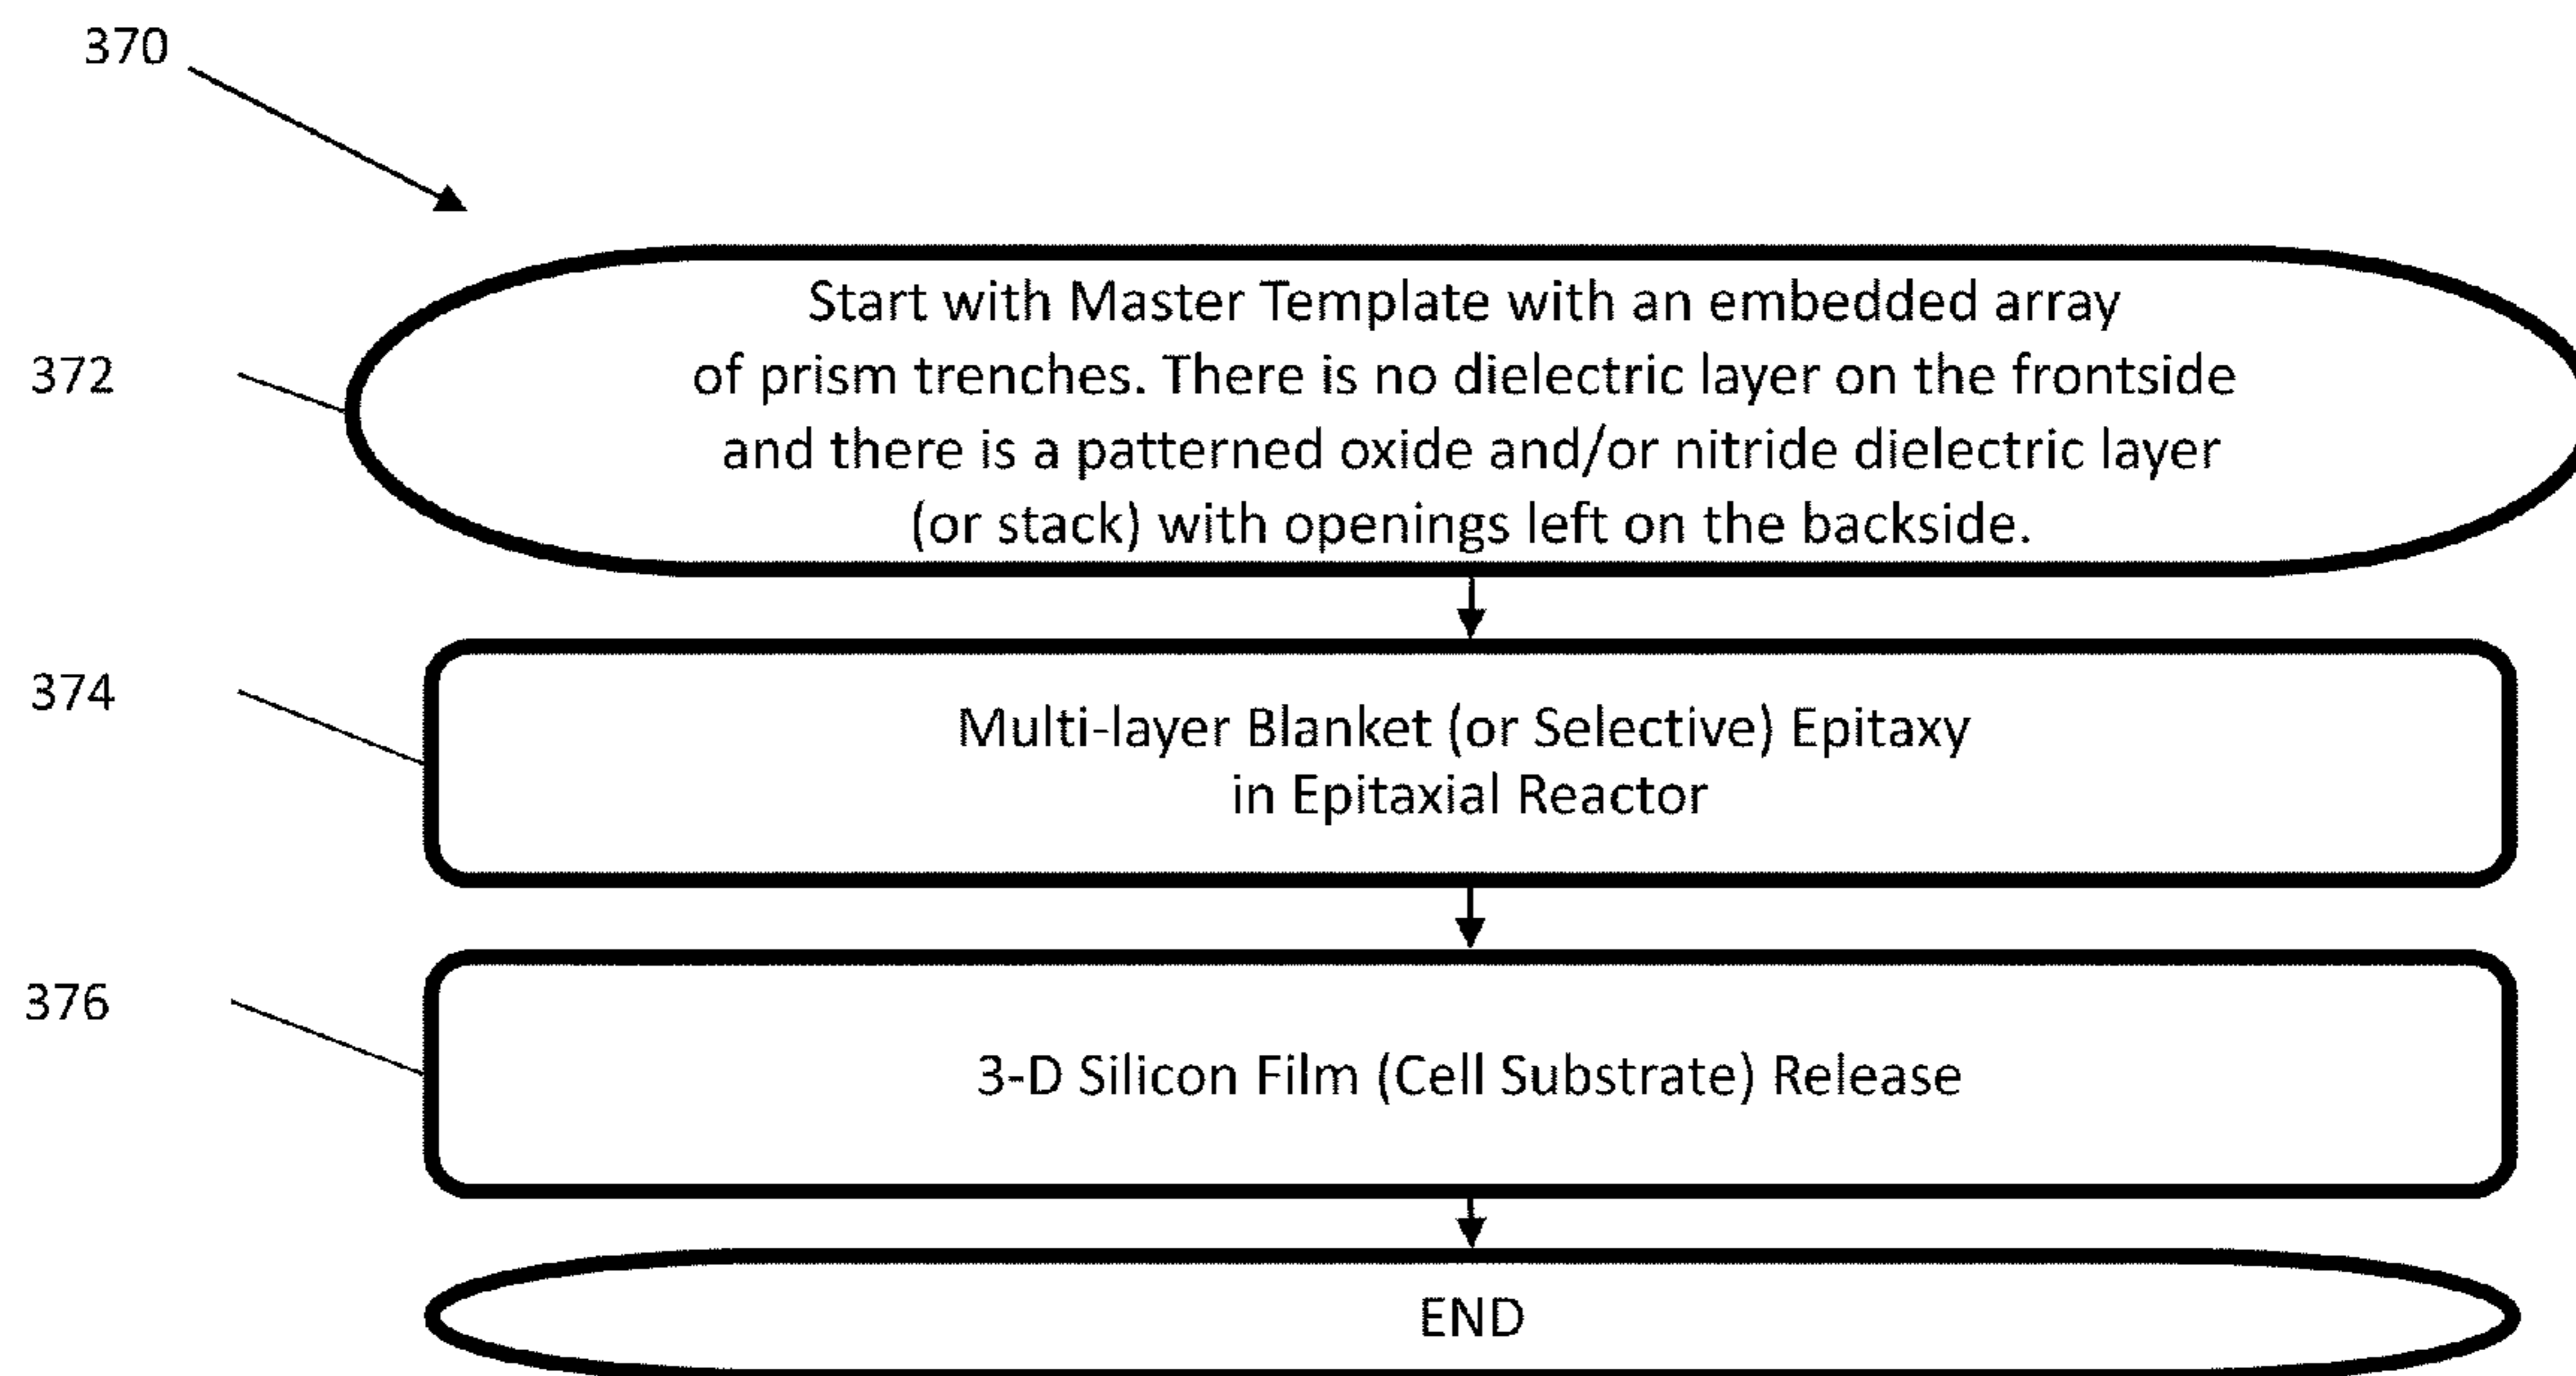 370
372
Start with Master Template with an embedded array
of prism trenches. There is no dielectric layer on the frontside
and there is a patterned oxide and/or nitride dielectric layer
(or stack) with openings left on the backside.
374
Multi-layer Blanket (or Selective) Epitaxy
in Epitaxial Reactor
376
3-D Silicon Film (Cell Substrate) Release
END